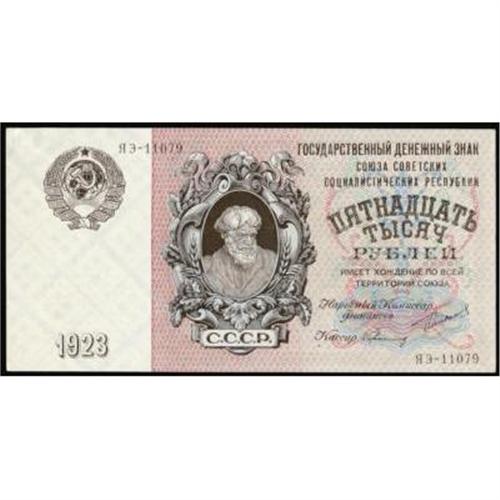 ЯЭ-11079
ГОСУДАРСТВЕННЫЙ ДЕНЕЖНЫЙ ЗНАК
СОЮЗА СОВЕТСКИХ
СОЦИАЛИСТИЧЕСКИХ РЕСПУБЛИК
ПЯТНАДЦАТЬ
ТЫСЯЧ
РУБЛЕЙ
ИМЕЕТ ХОЖДЕНИЕ ПО ВСЕЙ
ТЕРРИТОРИИ СОЮЗА
Народный Комиссар
финансов
Кассир
С.С.С.Р.
1923
ЯЭ-11079